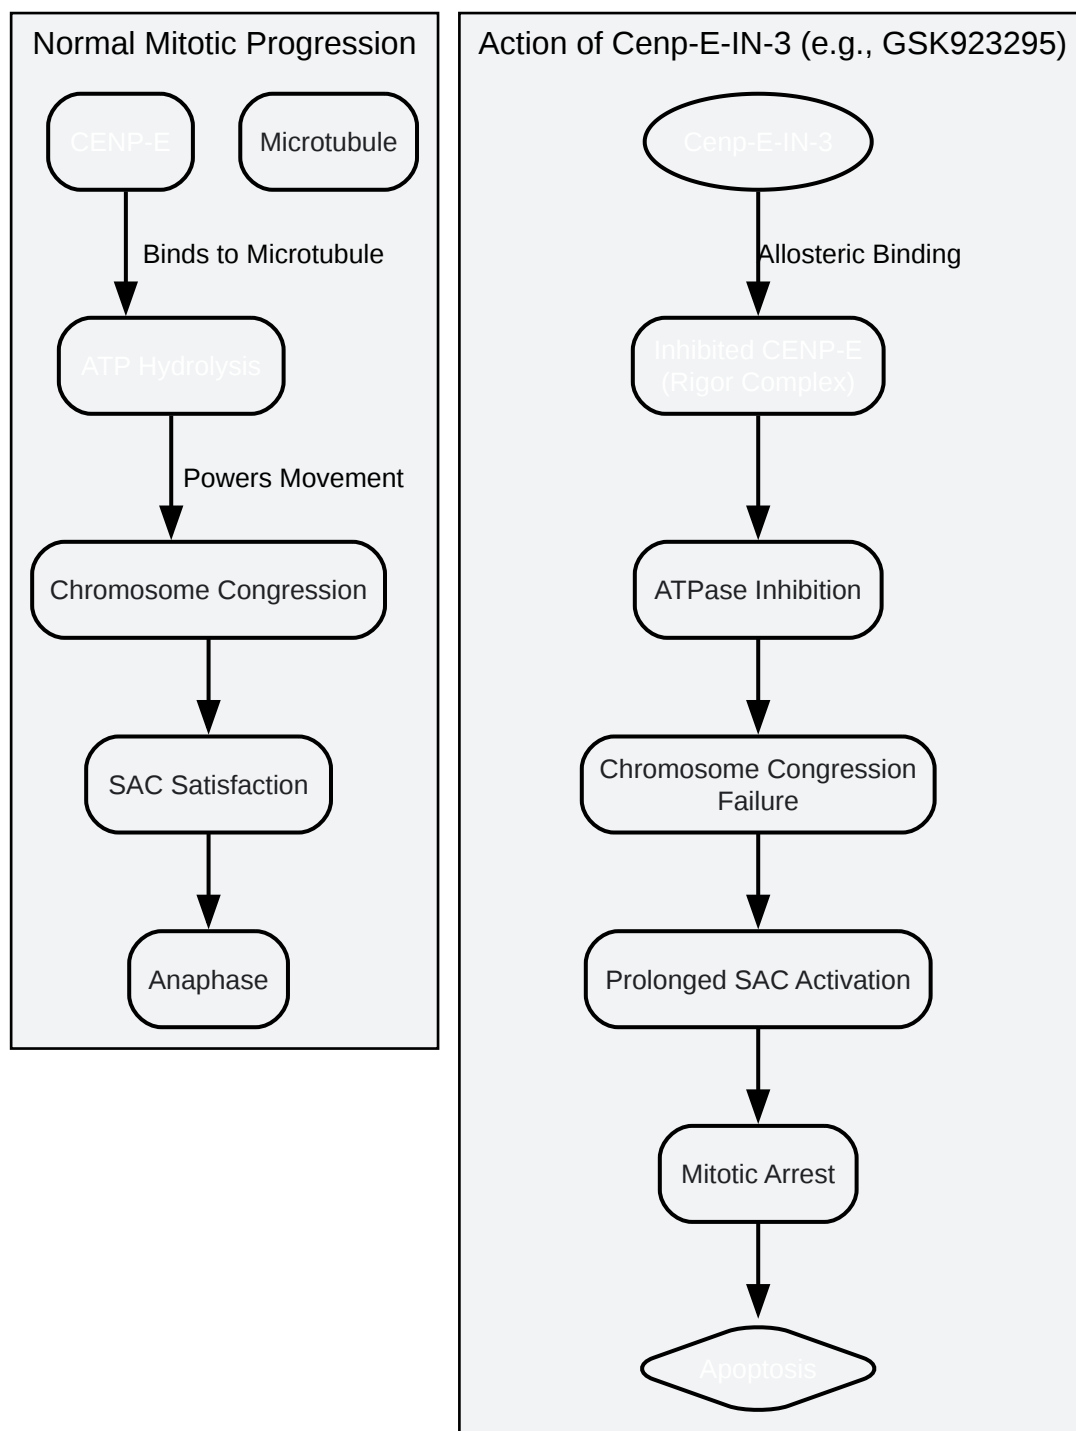 Normal Mitotic Progression
CENP-E
Microtubule
Binds to Microtubule
ATP Hydrolysis
Powers Movement
Chromosome Congression
SAC Satisfaction
Anaphase
Action of Cenp-E-IN-3 (e.g., GSK923295)
Cenp-E-IN-3
Allosteric Binding
Inhibited CENP-E
(Rigor Complex)
ATPase Inhibition
Chromosome Congression
Failure
Prolonged SAC Activation
Mitotic Arrest
Apoptosis